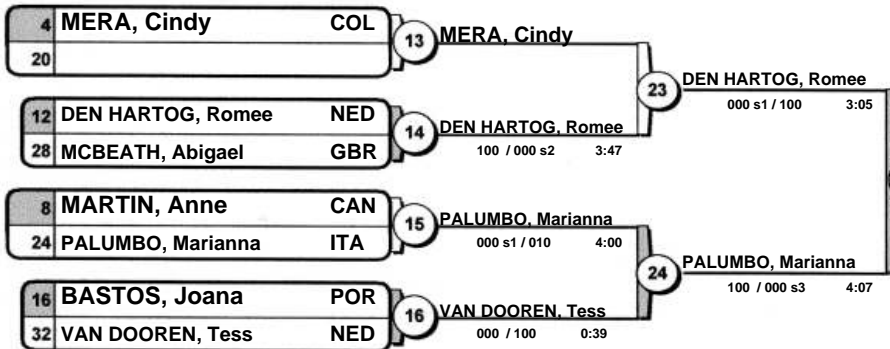 4 MERA, Cindy COL
20
13 MERA, Cindy
12 DEN HARTOG, Romee NED
28 MCBEATH, Abigael GBR
14 DEN HARTOG, Romee
100 / 000 s2 3:47
23 DEN HARTOG, Romee
000 s1 / 100 3:05
8 MARTIN, Anne CAN
24 PALUMBO, Marianna ITA
15 PALUMBO, Marianna
000 s1 / 010 4:00
16 BASTOS, Joana POR
32 VAN DOOREN, Tess NED
16 VAN DOOREN, Tess
000 / 100 0:39
24 PALUMBO, Marianna
100 / 000 s3 4:07